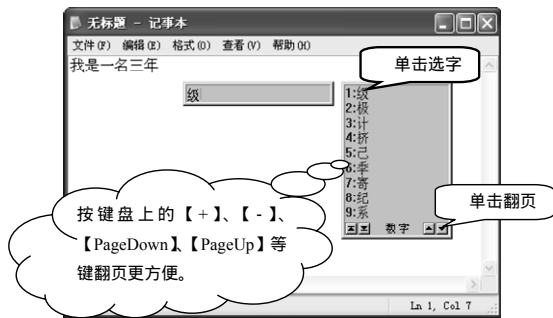 无标题 - 记事本
文件(F) 编辑(E) 格式(O) 查看(V) 帮助(H)
我是一名三年
单击选字
级
1:级
2:极
3:计
4:挤
5:己
6:季
7:寄
8:纪
9:系
数字
单击翻页
按键盘上的【+】、【-】、
【PageDown】、【PageUp】等
键翻页更方便。
Ln 1, Col 7